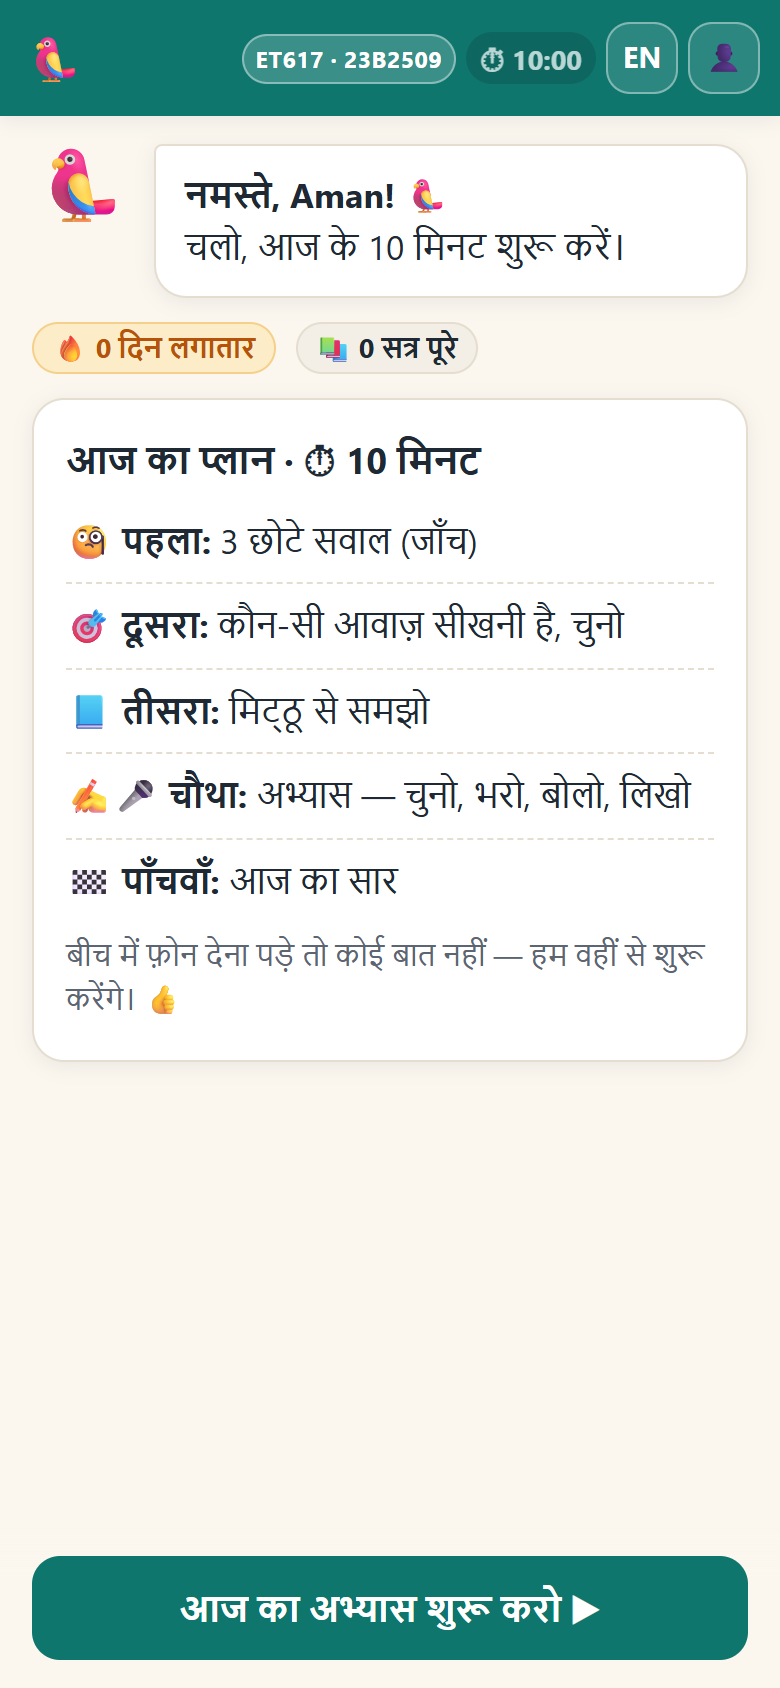 ET617 · 23B2509 ⏱ 10:00 EN
नमस्ते, Aman! 🦜
चलो, आज के 10 मिनट शुरू करें।
🔥 0 दिन लगातार
📚 0 सत्र पूरे
आज का प्लान · ⏱ 10 मिनट
🧐 पहला: 3 छोटे सवाल (जाँच)
🎯 दूसरा: कौन-सी आवाज़ सीखनी है, चुनो
📘 तीसरा: मिट्ठू से समझो
✍️ 🎤 चौथा: अभ्यास — चुनो, भरो, बोलो, लिखो
🏁 पाँचवाँ: आज का सार
बीच में फ़ोन देना पड़े तो कोई बात नहीं — हम वहीं से शुरू
करेंगे। 👍
आज का अभ्यास शुरू करो ▶